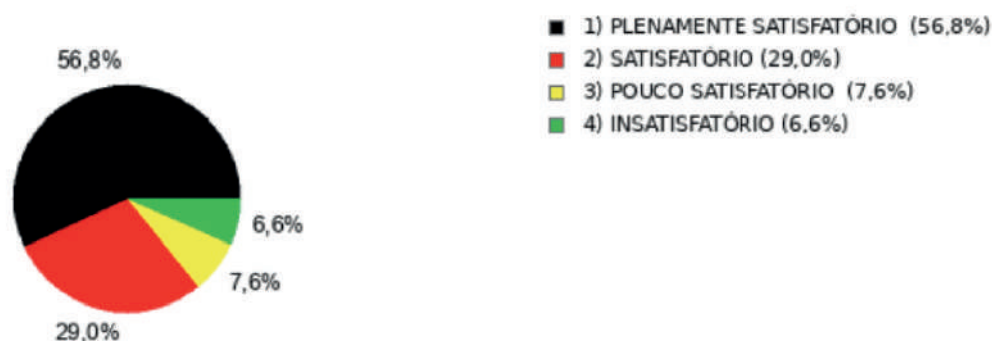 56,8%
6,6%
7,6%
29,0%
1) PLENAMENTE SATISFATÓRIO (56,8%)
2) SATISFATÓRIO (29,0%)
3) POUCO SATISFATÓRIO (7,6%)
4) INSATISFATÓRIO (6,6%)